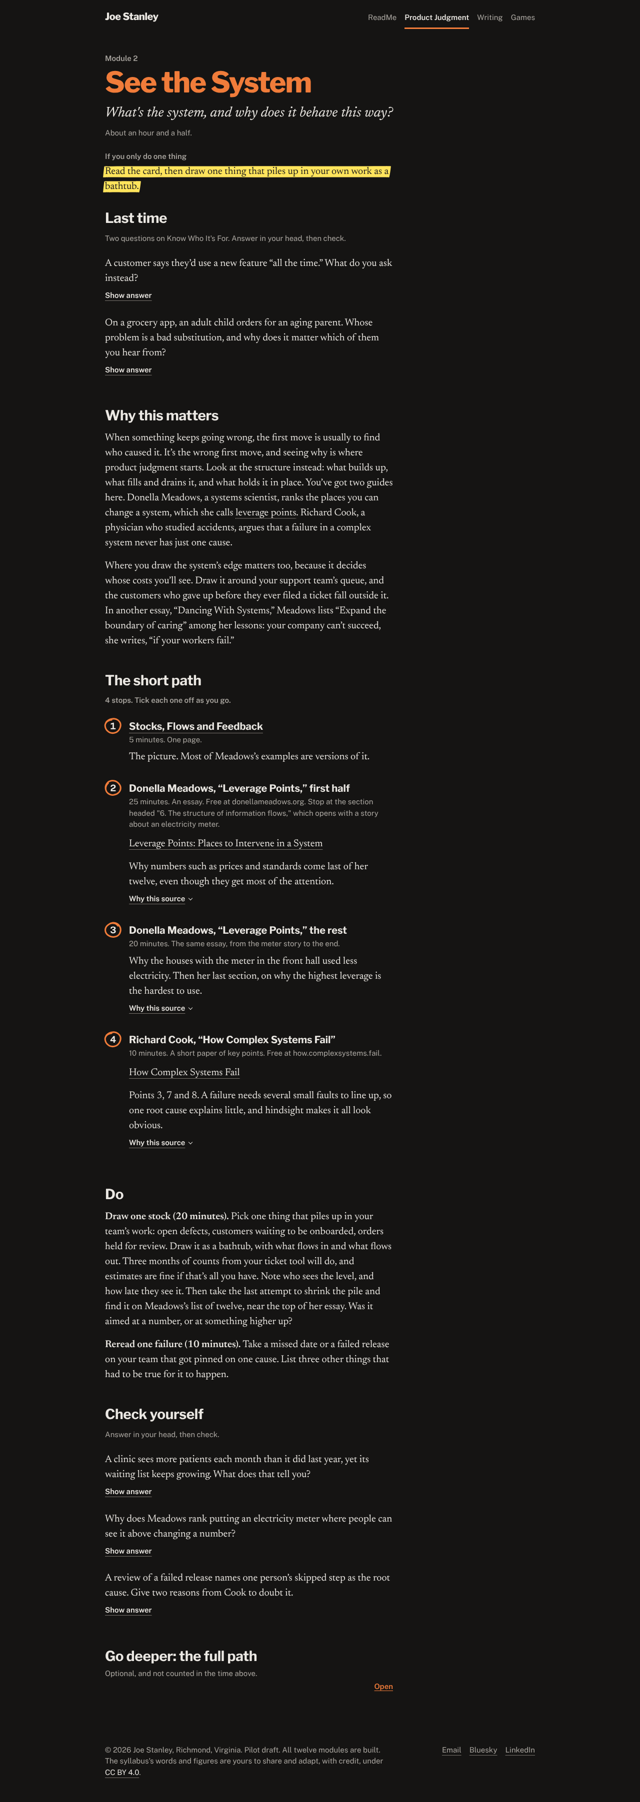 Joe Stanley
ReadMe Product Judgment Writing Games
Module 2
See the System
What's the system, and why does it behave this way?
About an hour and a half.
If you only do one thing
Read the card, then draw one thing that piles up in your own work as a
bathtub.
Last time
Two questions on Know Who It's For. Answer in your head, then check.
A customer says they'd use a new feature “all the time.” What do you ask
instead?
Show answer
On a grocery app, an adult child orders for an aging parent. Whose
problem is a bad substitution, and why does it matter which of them
you hear from?
Show answer
Why this matters
When something keeps going wrong, the first move is usually to find
who caused it. It's the wrong first move, and seeing why is where
product judgment starts. Look at the structure instead: what builds up,
what fills and drains it, and what holds it in place. You've got two guides
here. Donella Meadows, a systems scientist, ranks the places you can
change a system, which she calls leverage points. Richard Cook, a
physician who studied accidents, argues that a failure in a complex
system never has just one cause.
Where you draw the system's edge matters too, because it decides
whose costs you'll see. Draw it around your support team's queue, and
the customers who gave up before they ever filed a ticket fall outside it.
In another essay, “Dancing With Systems,” Meadows lists “Expand the
boundary of caring” among her lessons: your company can't succeed,
she writes, “if your workers fail.”
The short path
4 stops. Tick each one off as you go.
1 Stocks, Flows and Feedback
5 minutes. One page.
The picture. Most of Meadows's examples are versions of it.
2 Donella Meadows, “Leverage Points,” first half
25 minutes. An essay. Free at donellameadows.org. Stop at the section
headed "6. The structure of information flows," which opens with a story
about an electricity meter.
Leverage Points: Places to Intervene in a System
Why numbers such as prices and standards come last of her
twelve, even though they get most of the attention.
Why this source
3 Donella Meadows, “Leverage Points,” the rest
20 minutes. The same essay, from the meter story to the end.
Why the houses with the meter in the front hall used less
electricity. Then her last section, on why the highest leverage is
the hardest to use.
Why this source
4 Richard Cook, “How Complex Systems Fail”
10 minutes. A short paper of key points. Free at how.complexsystems.fail.
How Complex Systems Fail
Points 3, 7 and 8. A failure needs several small faults to line up, so
one root cause explains little, and hindsight makes it all look
obvious.
Why this source
Do
Draw one stock (20 minutes). Pick one thing that piles up in your
team's work: open defects, customers waiting to be onboarded, orders
held for review. Draw it as a bathtub, with what flows in and what flows
out. Three months of counts from your ticket tool will do, and
estimates are fine if that's all you have. Note who sees the level, and
how late they see it. Then take the last attempt to shrink the pile and
find it on Meadows's list of twelve, near the top of her essay. Was it
aimed at a number, or at something higher up?
Reread one failure (10 minutes). Take a missed date or a failed release
on your team that got pinned on one cause. List three other things that
had to be true for it to happen.
Check yourself
Answer in your head, then check.
A clinic sees more patients each month than it did last year, yet its
waiting list keeps growing. What does that tell you?
Show answer
Why does Meadows rank putting an electricity meter where people can
see it above changing a number?
Show answer
A review of a failed release names one person's skipped step as the root
cause. Give two reasons from Cook to doubt it.
Show answer
Go deeper: the full path
Optional, and not counted in the time above.
Open
© 2026 Joe Stanley, Richmond, Virginia. Pilot draft. All twelve modules are built.
The syllabus's words and figures are yours to share and adapt, with credit, under
CC BY 4.0.
Email Bluesky LinkedIn